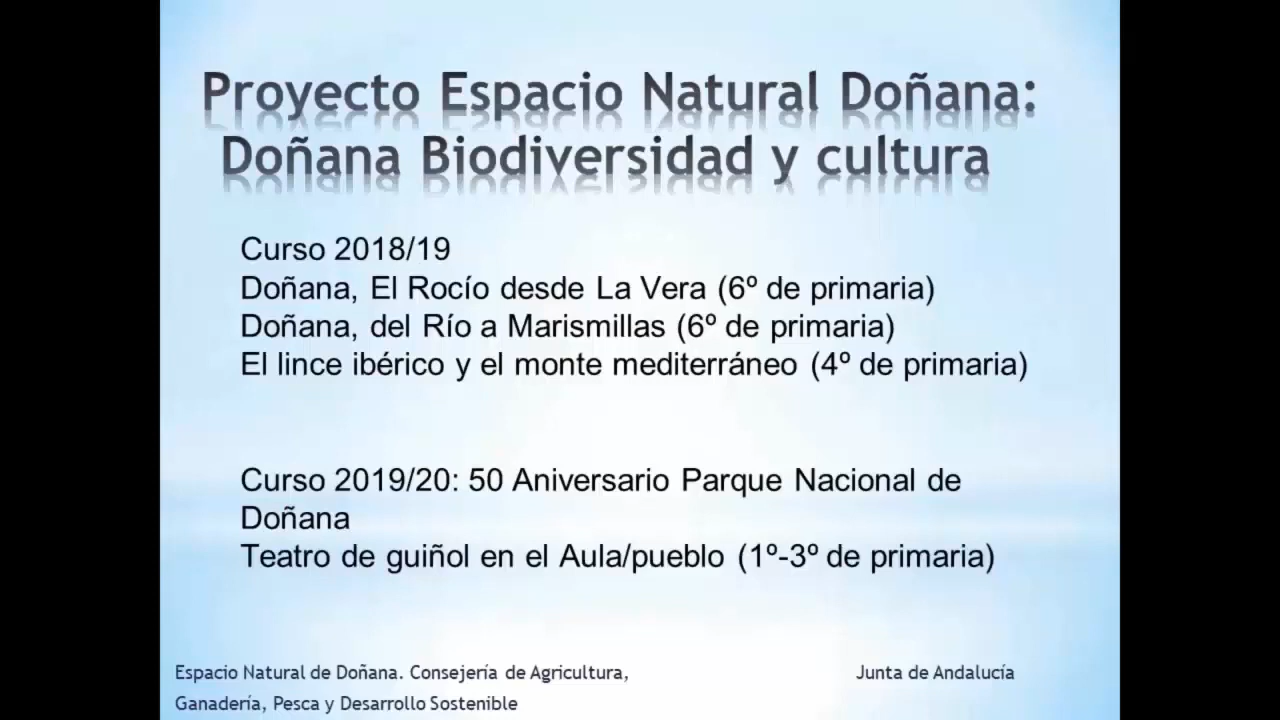 Proyecto Espacio Natural Doñana:
Doñana Biodiversidad y cultura
Curso 2018/19
Doñana, El Rocío desde La Vera (6º de primaria)
Doñana, del Río a Marismillas (6º de primaria)
El lince ibérico y el monte mediterráneo (4º de primaria)
Curso 2019/20: 50 Aniversario Parque Nacional de
Doñana
Teatro de guiñol en el Aula/pueblo (1º-3º de primaria)
Espacio Natural de Doñana. Consejería de Agricultura,
Ganadería, Pesca y Desarrollo Sostenible
Junta de Andalucía